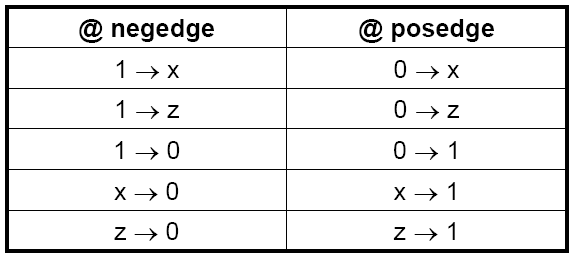 @ negedge @ posedge
1 → x 0 → x
1 → z 0 → z
1 → 0 0 → 1
x → 0 x → 1
z → 0 z → 1